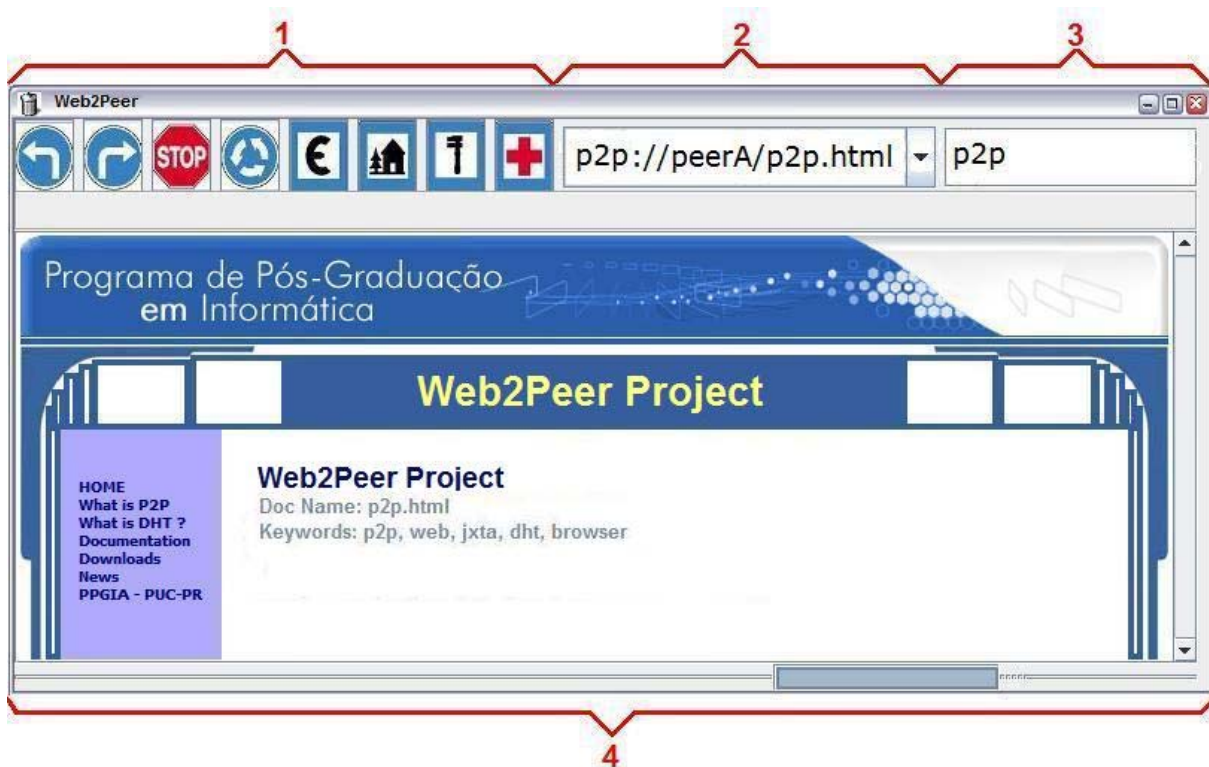 1 2 3
Web2Peer
STOP € p2p://peerA/p2p.html p2p
Programa de Pós-Graduação
em Informática
Web2Peer Project
Web2Peer Project
Doc Name: p2p.html
Keywords: p2p, web, jxta, dht, browser
HOME
What is P2P
What is DHT ?
Documentation
Downloads
News
PPGIA - PUC-PR
4